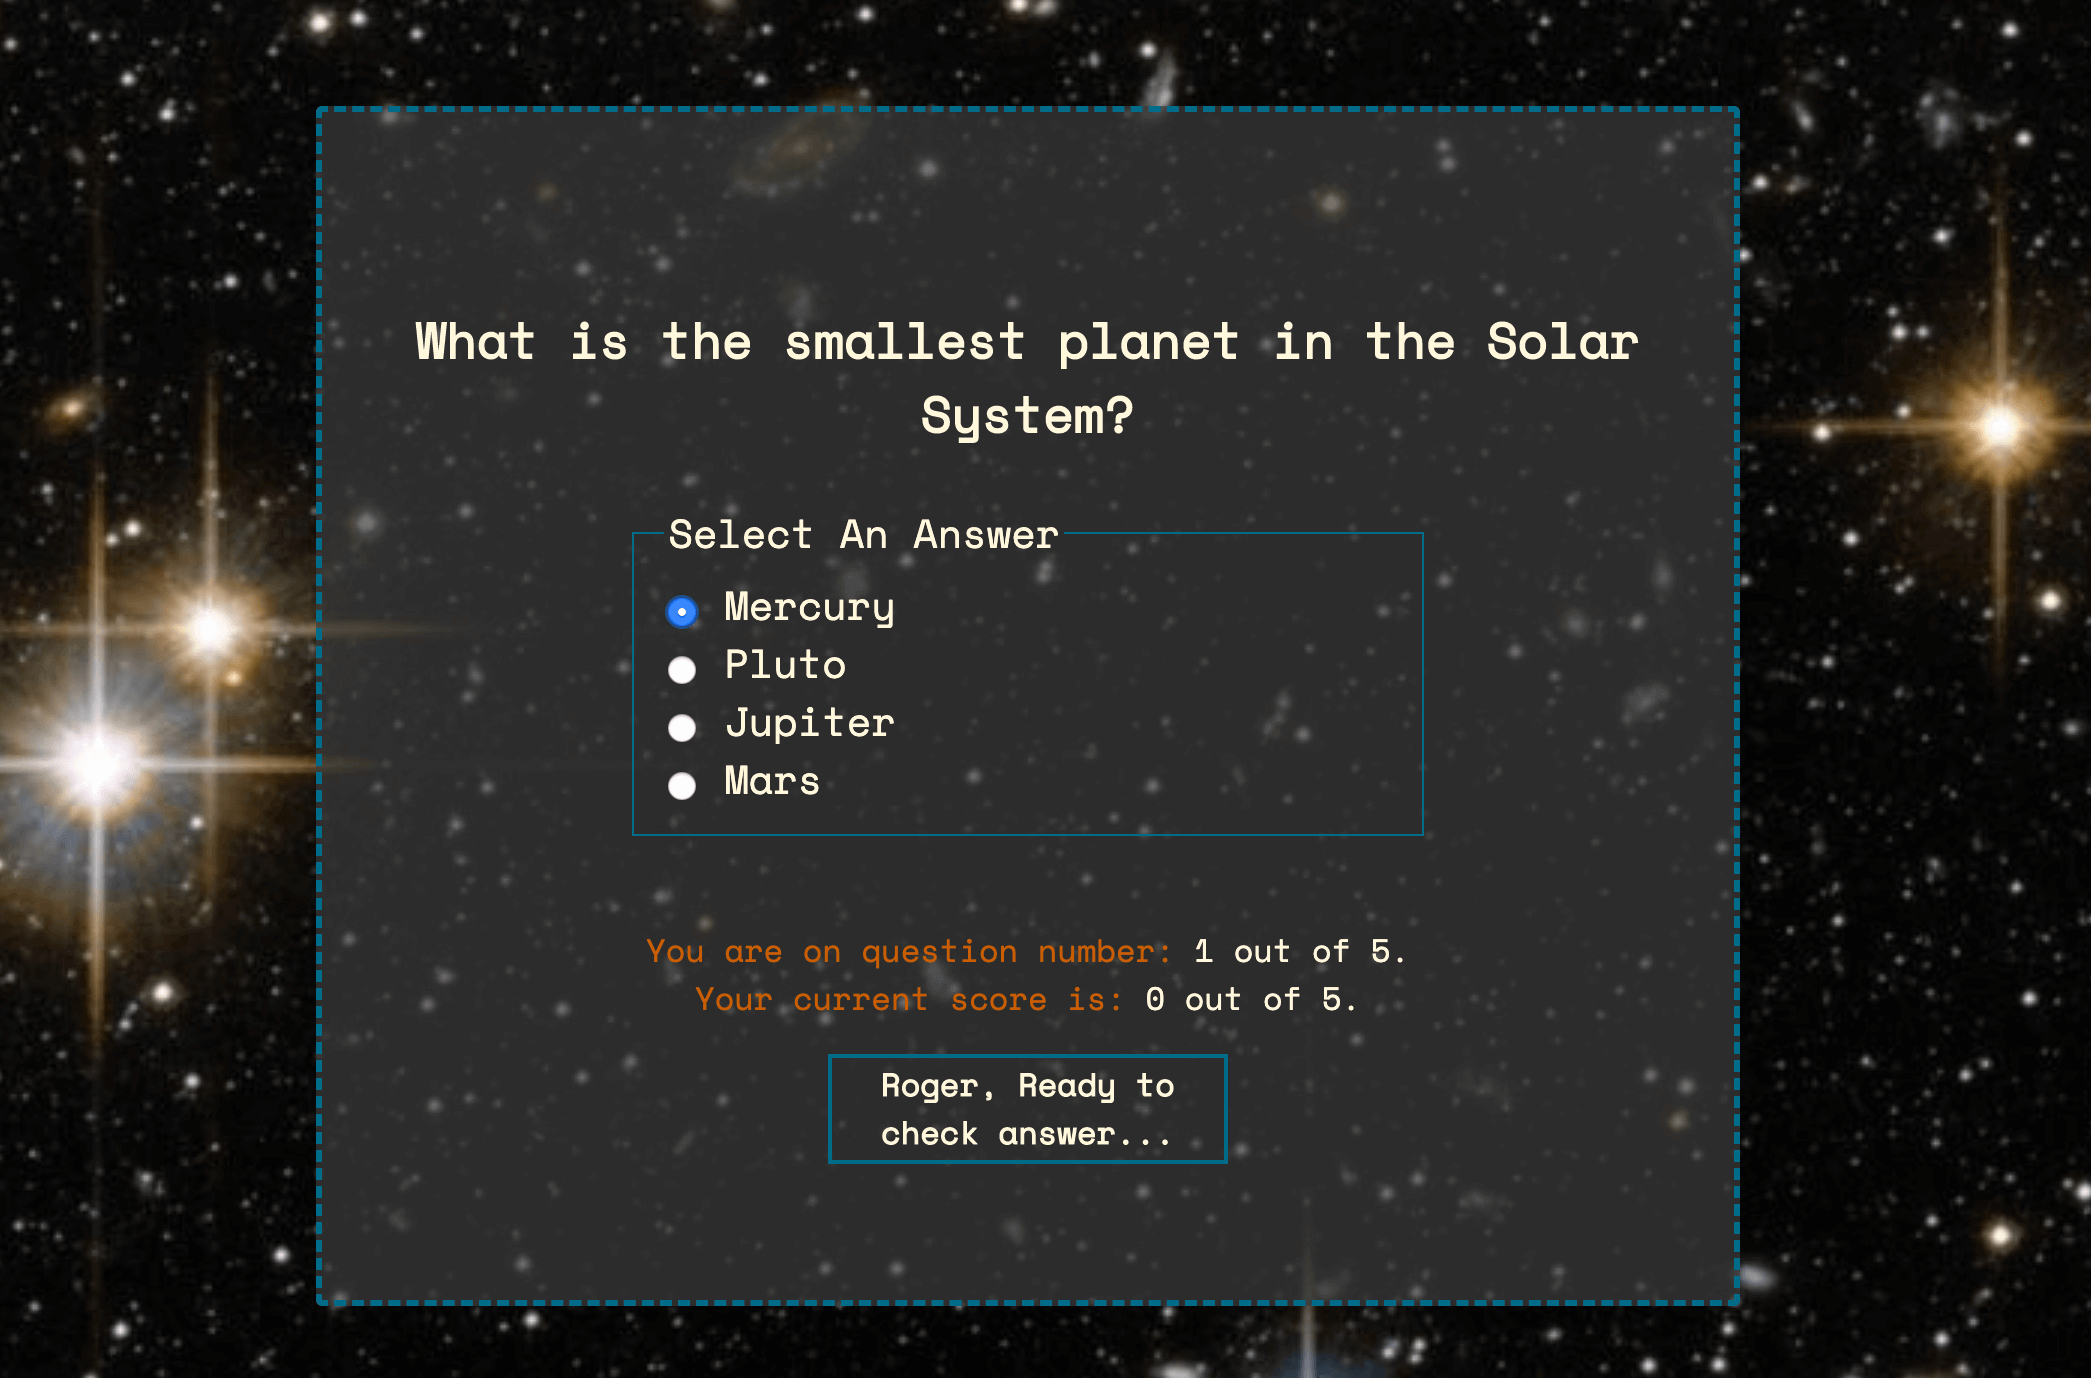 What is the smallest planet in the Solar
System?
Select An Answer
Mercury
Pluto
Jupiter
Mars
You are on question number: 1 out of 5.
Your current score is: 0 out of 5.
Roger, Ready to
check answer...